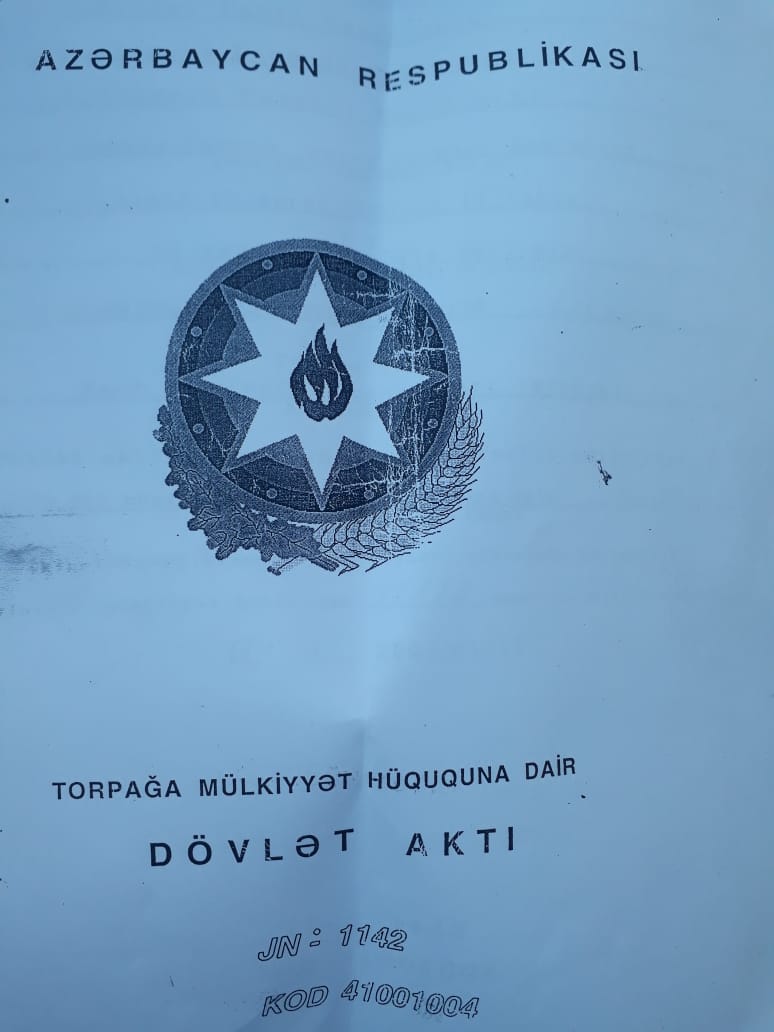 AZƏRBAYCAN RESPUBLİKASI
TORPAĞA MÜLKİYYƏT HÜQUQUNA DAİR
DÖVLƏT AKTI
JN: 1142
KOD 41001004